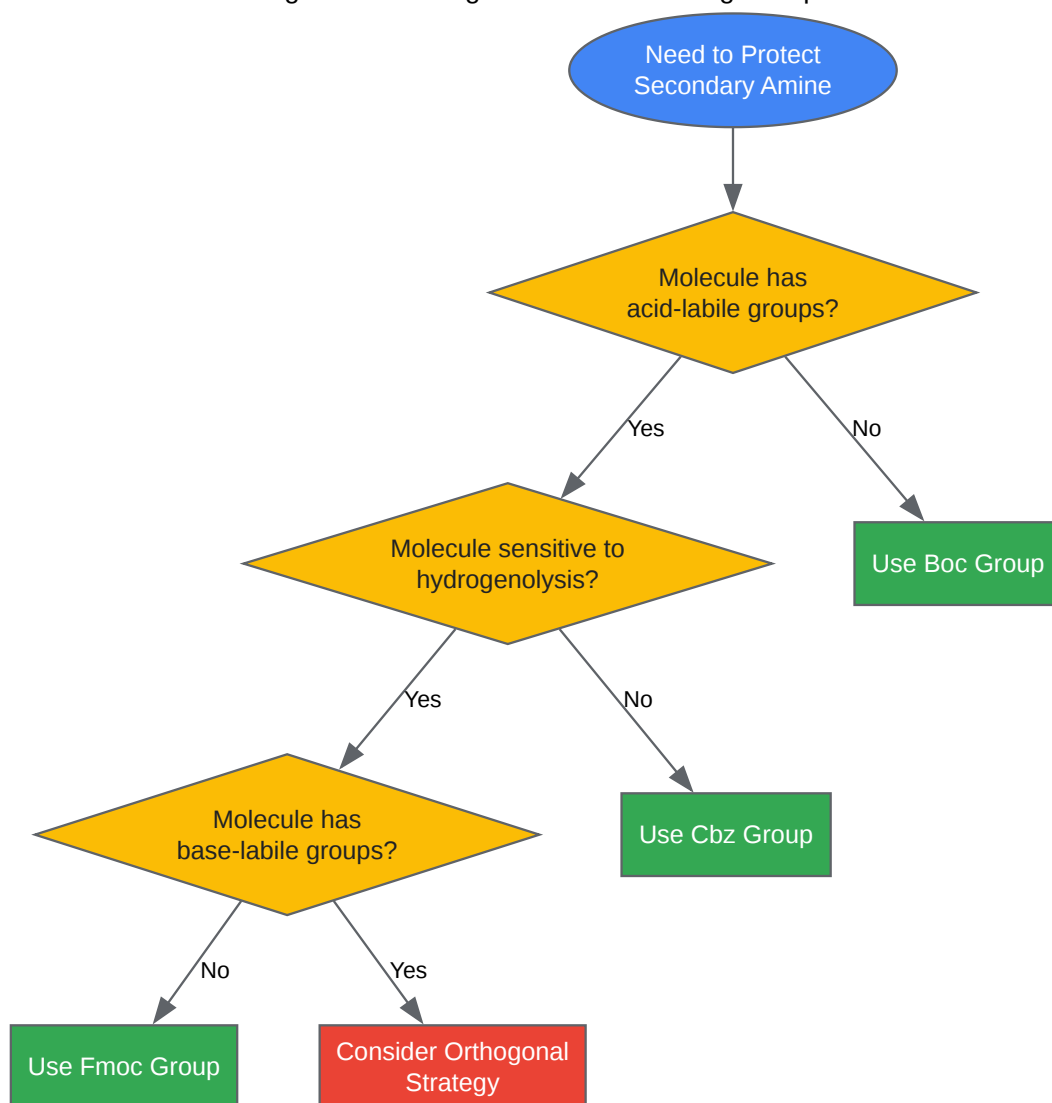 Need to Protect
Secondary Amine
Molecule has
acid-labile groups?
Yes
No
Molecule sensitive to
hydrogenolysis?
Use Boc Group
Yes
No
Molecule has
base-labile groups?
Use Cbz Group
No
Yes
Use Fmoc Group
Consider Orthogonal
Strategy